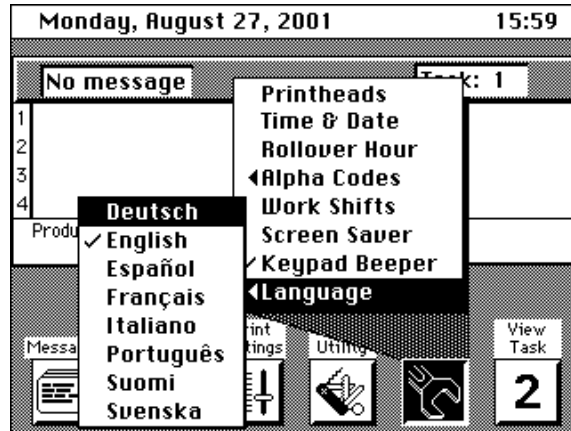 Monday, August 27, 2001 15:59
No message
Task: 1
Printheads
Time & Date
Rollover Hour
Alpha Codes
Work Shifts
Screen Saver
Keypad Beeper
Language
1
2
3
4
Deutsch
English
Español
Français
Italiano
Português
Suomi
Svenska
View
Task
2